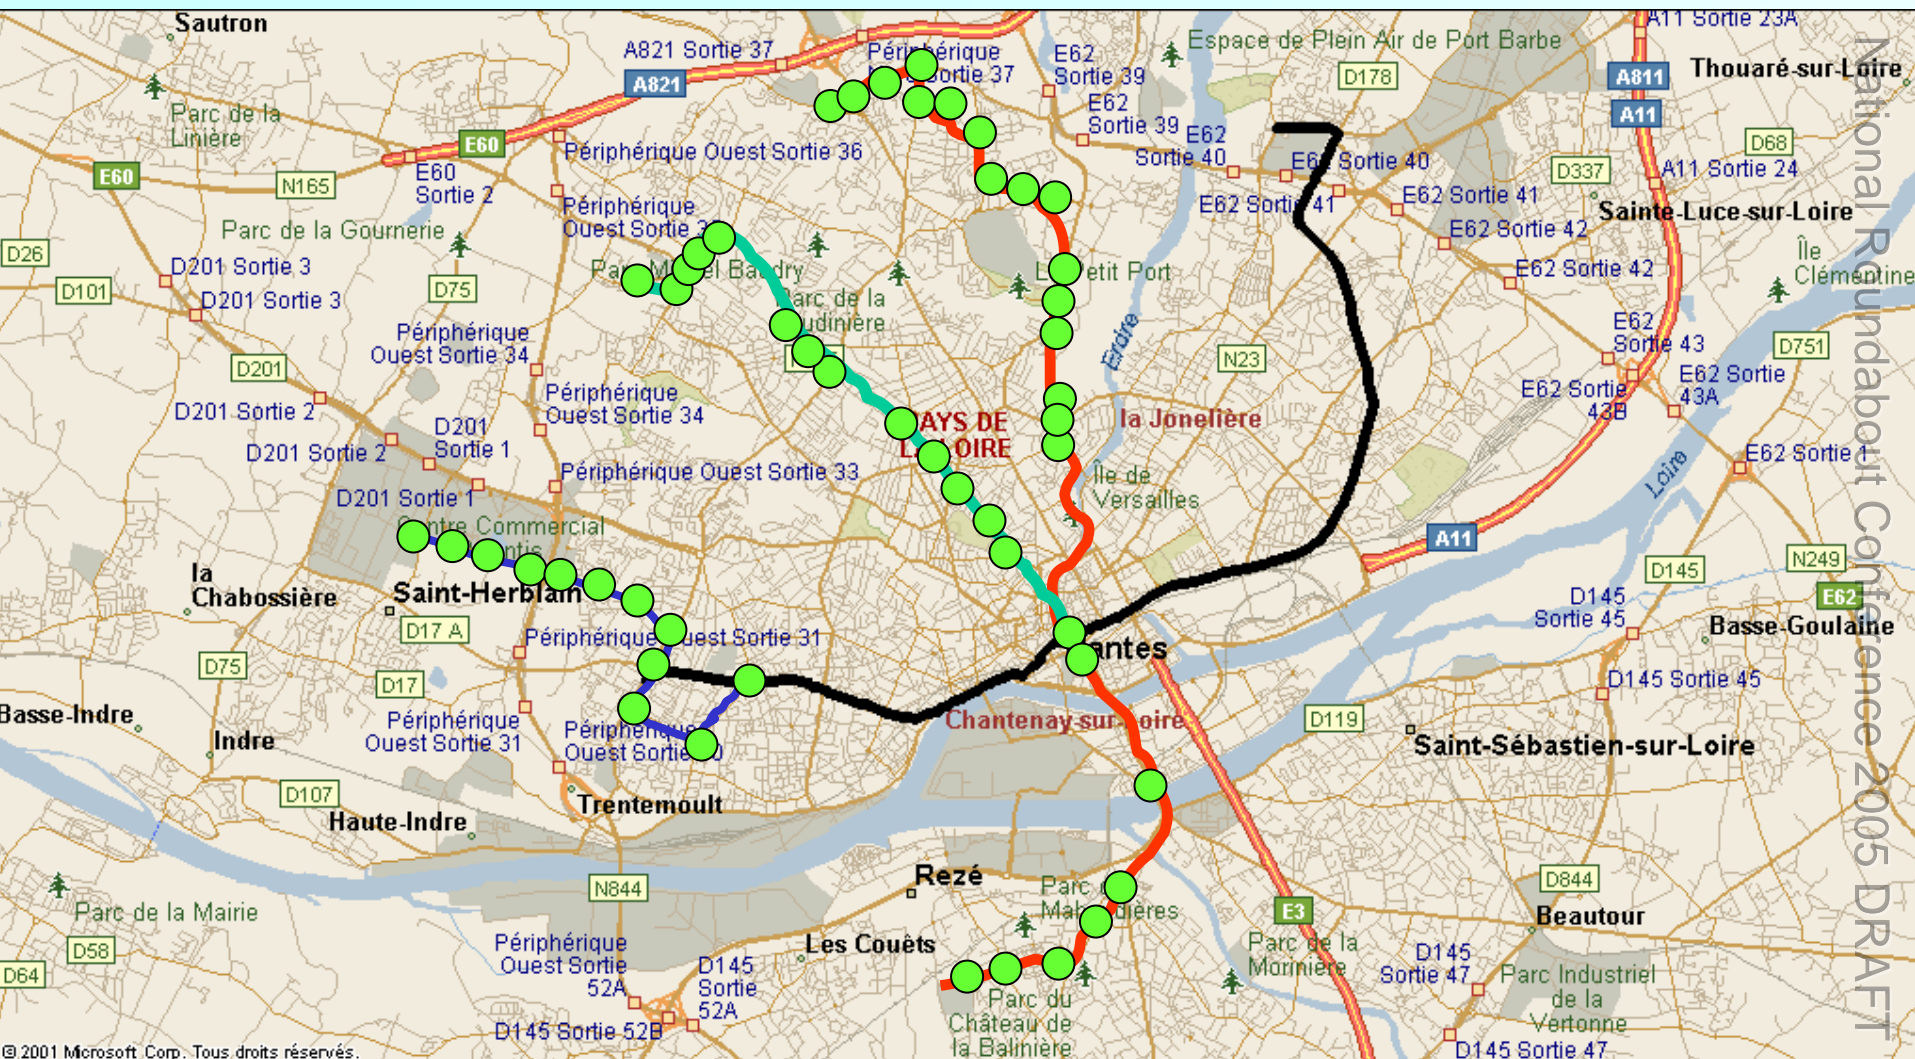 Sautron
A821 Sortie 37
Périphérique
Sortie 37
E62
Sortie 39
Espace de Plein Air de Port Barbe
A11 Sortie 23A
D178
A821
A811
Thouaré-sur-Loire
Parc de la
Linière
E62
Sortie 39
A11
E60
Périphérique Ouest Sortie 36
E62
Sortie 40
E62 Sortie 40
D68
E60
N165
E60
Sortie 2
D337
A11 Sortie 24
Périphérique
Ouest Sortie
E62 Sortie 41
E62 Sortie 41
Sainte-Luce-sur-Loire
Parc de la Gournerie
E62 Sortie 42
D26
D201 Sortie 3
Baudry
Petit Port
E62 Sortie 42
Île
Clémentine
D101
D201 Sortie 3
D75
Parc de la
Périphérique
Ouest Sortie 34
Erdre
N23
E62
Sortie 43
D751
D201
Périphérique
Ouest Sortie 34
E62 Sortie
43B
E62 Sortie
43A
D201 Sortie 2
D201
Sortie 1
PAYS DE
LA LOIRE
la Jonelière
D201 Sortie 2
Périphérique Ouest Sortie 33
Île de
Versailles
Loire
E62 Sortie 1
D201 Sortie 1
Centre Commercial
A11
la
Chabossière
Saint-Herblain
D145
N249
D17 A
Périphérique Ouest Sortie 31
D145
Sortie 45
E62
Basse-Goulaine
D75
D17
Nantes
D145 Sortie 45
Basse-Indre
Périphérique
Ouest Sortie 31
Périphérique
Ouest Sortie
Chantenay-sur-Loire
D119
Indre
Saint-Sébastien-sur-Loire
D107
Trentemoult
Haute-Indre
N844
Rezé
Parc
D844
Parc de la Mairie
E3
Beautour
D58
Périphérique
Ouest Sortie
52A
Les Couêts
Parc de la
Morinière
D145
Sortie 47
D64
D145
Sortie
52A
Parc du
Château de
la Balinière
Parc Industriel
de la
Vertonne
D145 Sortie 52B
D145 Sortie 47
© 2001 Microsoft Corp. Tous droits réservés.
National Roundabout Conference 2005 DRAFT